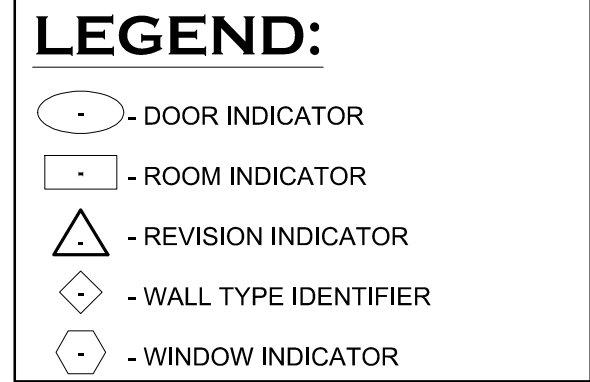 LEGEND:
- - DOOR INDICATOR
- - ROOM INDICATOR
- - REVISION INDICATOR
- - WALL TYPE IDENTIFIER
- - WINDOW INDICATOR